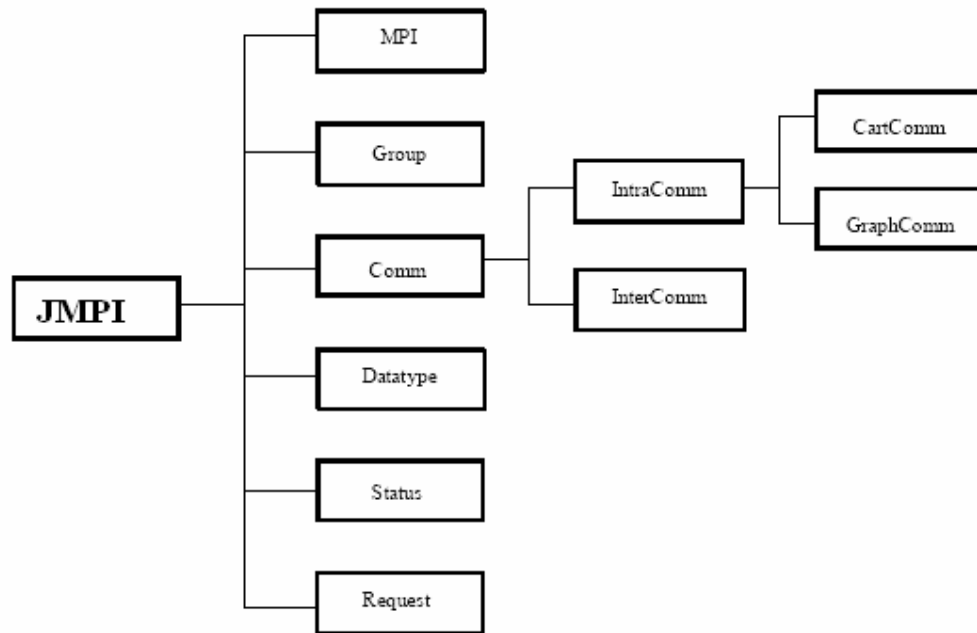 MPI
CartComm
Group
IntraComm
GraphComm
Comm
InterComm
JMPI
Datatype
Status
Request